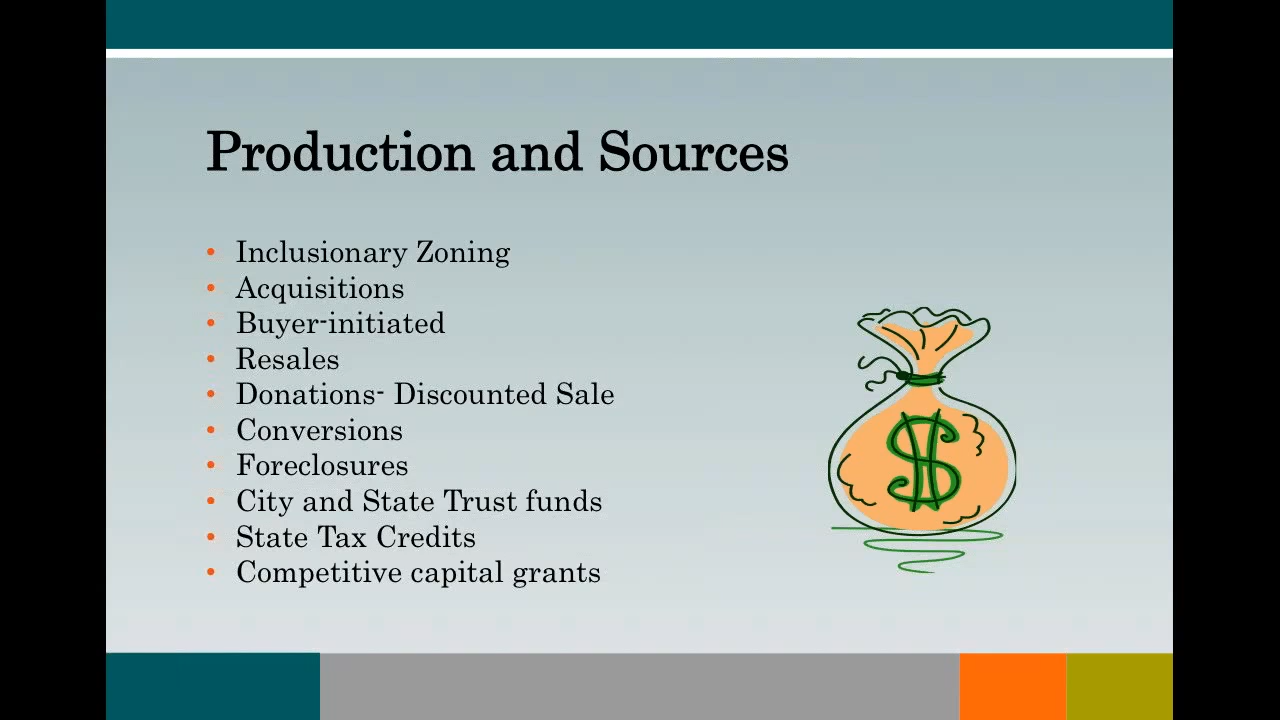 Production and Sources
• Inclusionary Zoning
• Acquisitions
• Buyer-initiated
• Resales
• Donations- Discounted Sale
• Conversions
• Foreclosures
• City and State Trust funds
• State Tax Credits
• Competitive capital grants
$